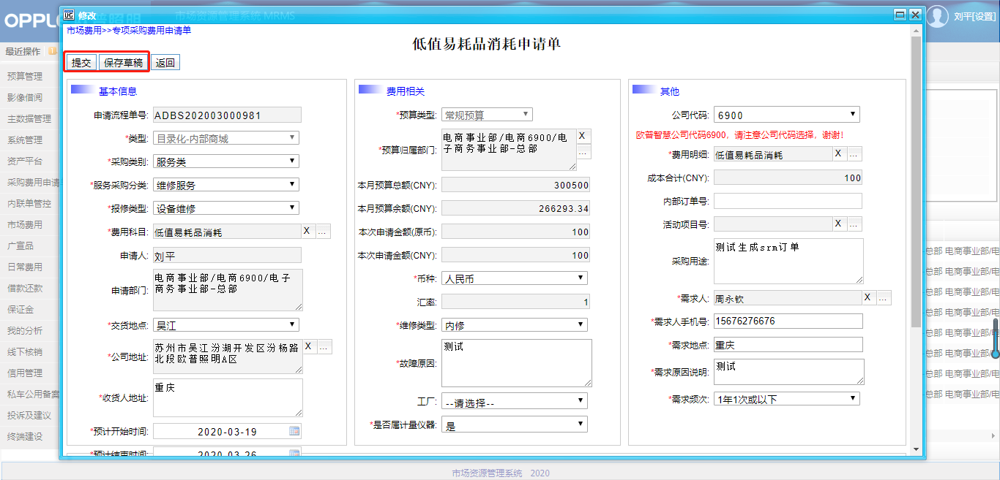 OPPLE照明
市场资源管理系统 MRMS
刘平[设置]
修改
市场费用>>专项采购费用申请单
低值易耗品消耗申请单
提交 保存草稿 返回
最近操作
预算管理
影像借阅
主数据管理
系统管理
资产平台
采购费用申请
内联单管控
市场费用
广宣品
日常费用
借款还款
保证金
我的分析
线下核销
信用管理
私车公用备案
投诉及建议
终端建设
基本信息
申请流程单号: ADBS202003000981
*类型: 目录化-内部商城
*采购类别: 服务类
*服务采购分类: 维修服务
*报修类型: 设备维修
*费用科目: 低值易耗品消耗 X ...
申请人: 刘平
申请部门: 电商事业部/电商6900/电子
商务事业部-总部
*交货地点: 吴江
*公司地址: 苏州市吴江汾湖开发区汾杨路 X ...
北段欧普照明A区
*收货人地址: 重庆
*预计开始时间: 2020-03-19
*预计结束时间: 2020-03-26
费用相关
*预算类型: 常规预算
*预算归属部门: 电商事业部/电商6900/电 X ...
子商务事业部-总部
本月预算总额(CNY): 300500
本月预算余额(CNY): 266293.34
本次申请金额(原币): 100
本次申请金额(CNY): 100
*币种: 人民币
汇率: 1
*维修类型: 内修
*故障原因: 测试
工厂: --请选择--
*是否属计量仪器: 是
其他
公司代码: 6900
欧普智慧公司代码6900，请注意公司代码选择，谢谢!
*费用明细: 低值易耗品消耗 X ...
成本合计(CNY): 100
内部订单号:
活动项目号: X ...
采购用途: 测试生成srm订单
*需求人: 周永钦 X ...
*需求人手机号: 15676276676
*需求地点: 重庆
*需求原因说明: 测试
*需求频次: 1年1次或以下
总部 电商事业部/电
总部 电商事业部/电
总部 电商事业部/电
总部 电商事业部/电
总部 电商事业部/电
总部 电商事业部/电
总部 电商事业部/电
总部 电商事业部/电
市场资源管理系统 2020